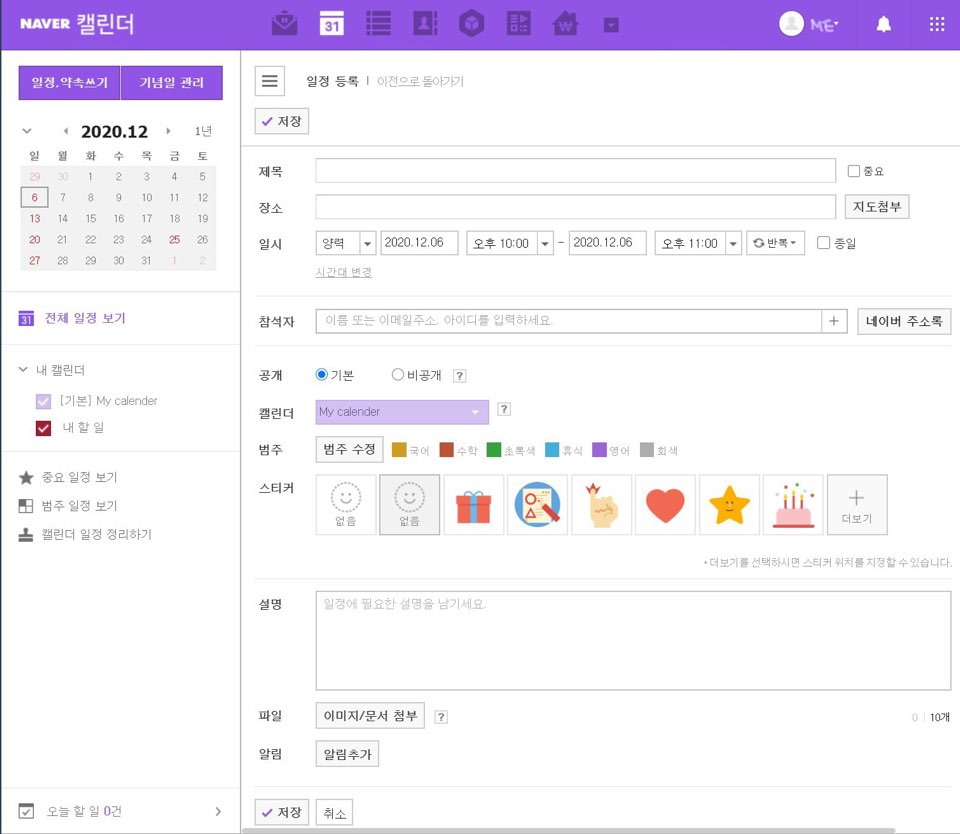 NAVER 캘린더
31
ME
일정.약속쓰기 기념일 관리
2020.12 1년
일 월 화 수 목 금 토
29 30 1 2 3 4 5
6 7 8 9 10 11 12
13 14 15 16 17 18 19
20 21 22 23 24 25 26
27 28 29 30 31 1 2
31 전체 일정 보기
내 캘린더
[기본] My calender
내 할 일
중요 일정 보기
범주 일정 보기
캘린더 일정 정리하기
오늘 할 일 0건
일정 등록 | 이전으로 돌아가기
저장
제목 중요
장소 지도첨부
일시 양력 2020.12.06 오후 10:00 - 2020.12.06 오후 11:00 반복 종일
시간대 변경
참석자 이름 또는 이메일주소, 아이디를 입력하세요. + 네이버 주소록
공개 기본 비공개 ?
캘린더 My calender ?
범주 범주 수정 국어 수학 초록색 휴식 영어 회색
스티커 없음 없음 더보기
• 더보기를 선택하시면 스티커 위치를 지정할 수 있습니다.
설명 일정에 필요한 설명을 남기세요.
파일 이미지/문서 첨부 ? 0 | 10개
알림 알림추가
저장 취소